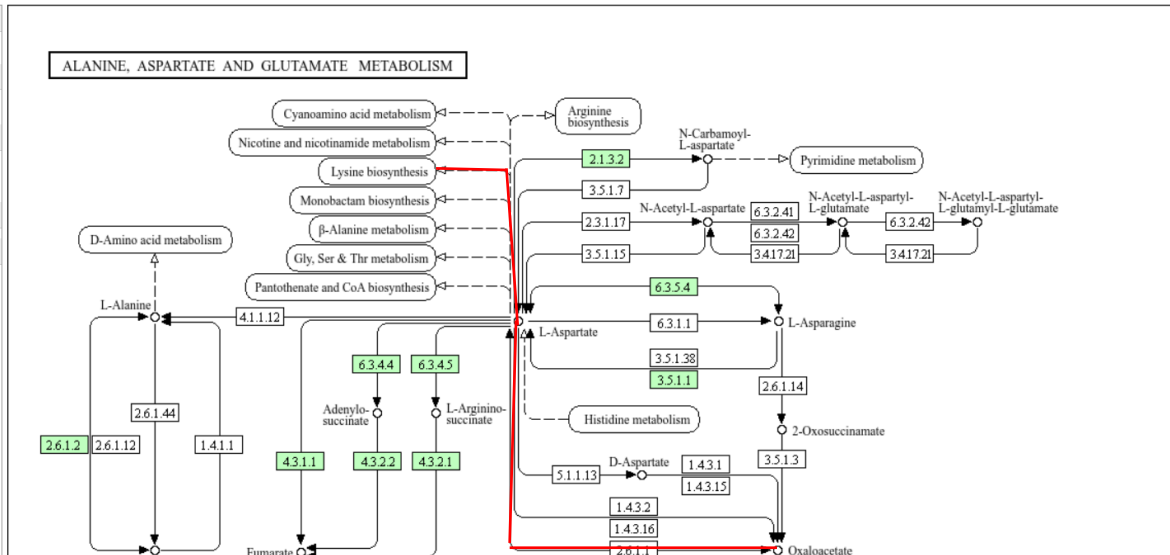 ALANINE, ASPARTATE AND GLUTAMATE METABOLISM
Cyanoamino acid metabolism
Arginine
biosynthesis
Nicotine and nicotinamide metabolism
N-Carbamoyl-
L-aspartate
Lysine biosynthesis
2.1.3.2
Pyrimidine metabolism
Monobactam biosynthesis
3.5.1.7
β-Alanine metabolism
2.3.1.17
N-Acetyl-L-aspartate
6.3.2.41
6.3.2.42
N-Acetyl-L-aspartyl-
L-glutamate
6.3.2.42
N-Acetyl-L-aspartyl-
L-glutamyl-L-glutamate
D-Amino acid metabolism
Gly, Ser & Thr metabolism
3.5.1.15
3.4.17.21
3.4.17.21
Pantothenate and CoA biosynthesis
6.3.5.4
L-Alanine
4.1.1.12
L-Aspartate
6.3.1.1
L-Asparagine
6.3.4.4
6.3.4.5
3.5.1.38
3.5.1.1
2.6.1.14
2.6.1.44
Adenylo-
succinate
L-Arginino-
succinate
Histidine metabolism
2-Oxosuccinamate
2.6.1.2
2.6.1.12
1.4.1.1
4.3.1.1
4.3.2.2
4.3.2.1
5.1.1.13
D-Aspartate
1.4.3.1
1.4.3.15
3.5.1.3
1.4.3.2
1.4.3.16
2.6.1.1
Fumarate
Oxaloacetate